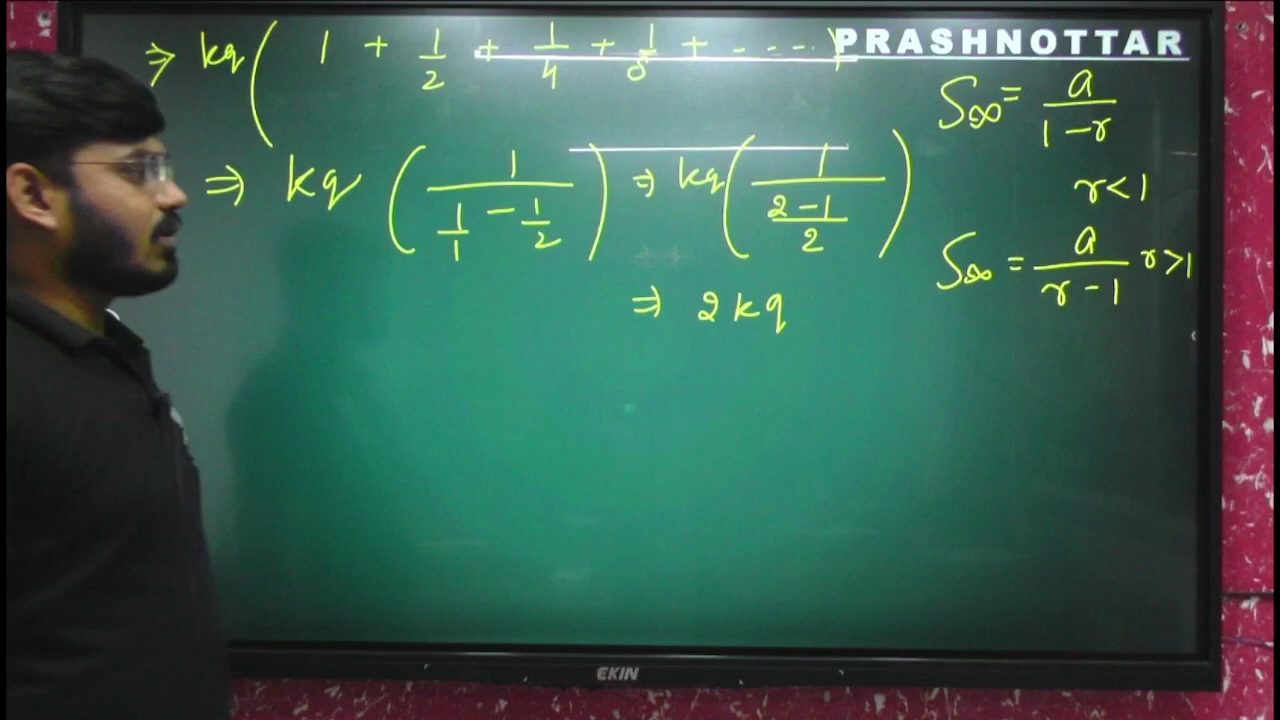 ⇒ kq ( 1 + 1/2 + 1/4 + 1/8 + - - - - )
PRASHNOTTAR
S∞ = a/(1-r)
r<1
⇒ kq ( 1/(1/1 - 1/2) ) ⇒ kq ( 1/((2-1)/2) )
S∞ = a/(r-1) r>1
⇒ 2kq
EKIN